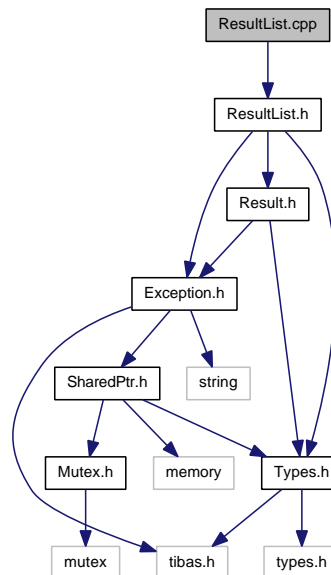 ResultList.cpp
ResultList.h
Result.h
Exception.h
SharedPtr.h
string
Mutex.h
memory
Types.h
mutex
tibas.h
types.h